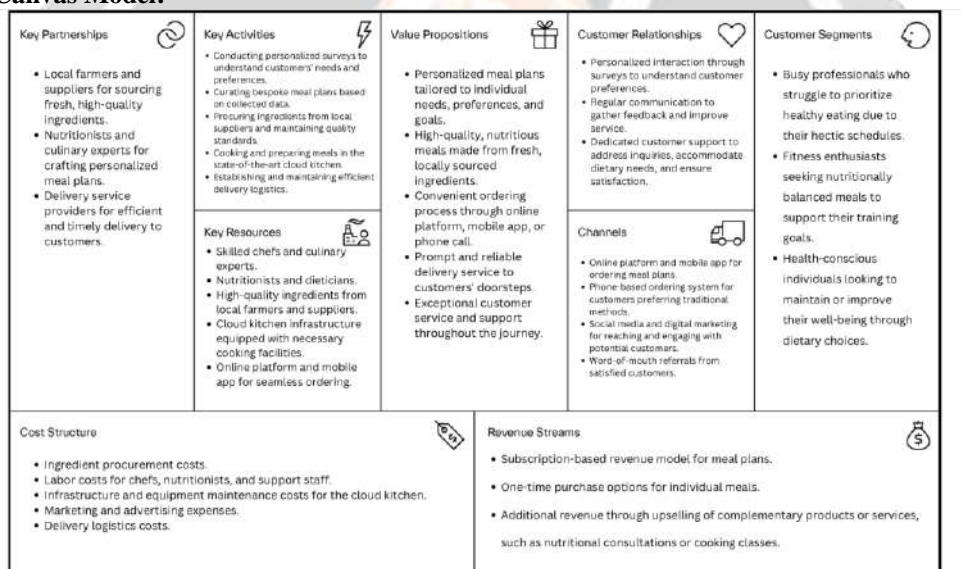 Canvas Model:
Key Partnerships
Local farmers and
suppliers for sourcing
fresh, high-quality
ingredients.
Nutritionists and
culinary experts for
crafting personalized
meal plans.
Delivery service
providers for efficient
and timely delivery to
customers.
Key Activities
Conducting personalized surveys to
understand customers' needs and
preferences.
Curating bespoke meal plans based
on collected data.
Procuring ingredients from local
suppliers and maintaining quality
standards.
Cooking and preparing meals in the
state-of-the-art cloud kitchen.
Establishing and maintaining efficient
delivery logistics.
Key Resources
Skilled chefs and culinary
experts.
Nutritionists and dieticians.
High-quality ingredients from
local farmers and suppliers.
Cloud kitchen infrastructure
equipped with necessary
cooking facilities.
Online platform and mobile
app for seamless ordering.
Value Propositions
Personalized meal plans
tailored to individual
needs, preferences, and
goals.
High-quality, nutritious
meals made from fresh,
locally sourced
ingredients.
Convenient ordering
process through online
platform, mobile app, or
phone call.
Prompt and reliable
delivery service to
customers' doorsteps.
Exceptional customer
service and support
throughout the journey.
Customer Relationships
Personalized interaction through
surveys to understand customer
preferences.
Regular communication to
gather feedback and improve
service.
Dedicated customer support to
address inquiries, accommodate
dietary needs, and ensure
satisfaction.
Channels
Online platform and mobile app for
ordering meal plans.
Phone-based ordering system for
customers preferring traditional
methods.
Social media and digital marketing
for reaching and engaging with
potential customers.
Word-of-mouth referrals from
satisfied customers.
Customer Segments
Busy professionals who
struggle to prioritize
healthy eating due to
their hectic schedules.
Fitness enthusiasts
seeking nutritionally
balanced meals to
support their training
goals.
Health-conscious
individuals looking to
maintain or improve
their well-being through
dietary choices.
Cost Structure
Ingredient procurement costs.
Labor costs for chefs, nutritionists, and support staff.
Infrastructure and equipment maintenance costs for the cloud kitchen.
Marketing and advertising expenses.
Delivery logistics costs.
Revenue Streams
Subscription-based revenue model for meal plans.
One-time purchase options for individual meals.
Additional revenue through upselling of complementary products or services,
such as nutritional consultations or cooking classes.